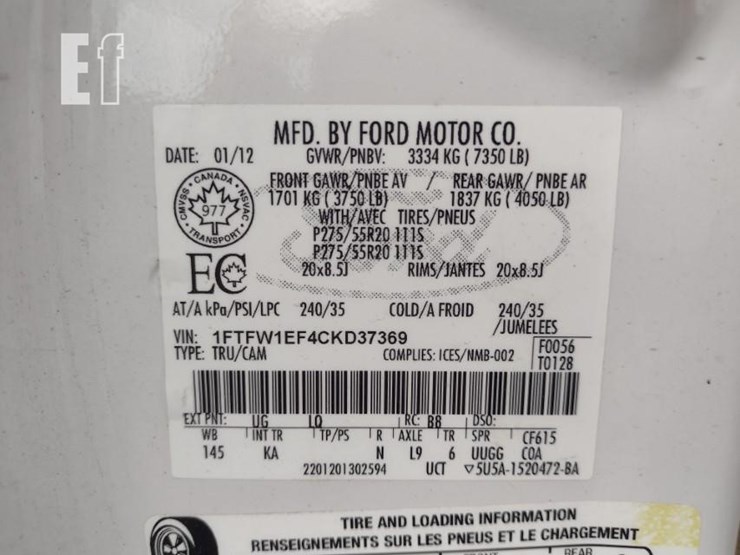 Ef
MFD. BY FORD MOTOR CO.
DATE: 01/12 GVWR/PNBV: 3334 KG ( 7350 LB)
FRONT GAWR/PNBE AV / REAR GAWR/ PNBE AR
1701 KG ( 3750 LB) 1837 KG ( 4050 LB)
CANADA CMVSS NSVAC 977 TRANSPORT
WITH/AVEC TIRES/PNEUS
P275/55R20 111S
P275/55R20 111S
EC
20x8.5J RIMS/JANTES 20x8.5J
AT/A kPa/PSI/LPC 240/35 COLD/A FROID 240/35
/JUMELEES
VIN: 1FTFW1EF4CKD37369
TYPE: TRU/CAM COMPLIES: ICES/NMB-002 F0056
T0128
EXT PNT: UG LQ RC: BB DSO:
WB INT TR TP/PS R AXLE TR SPR CF615
145 KA N L9 6 UUGG COA
2201201302594 UCT ▽5U5A-1520472-BA
TIRE AND LOADING INFORMATION
RENSEIGNEMENTS SUR LES PNEUS ET LE CHARGEMENT
REAR